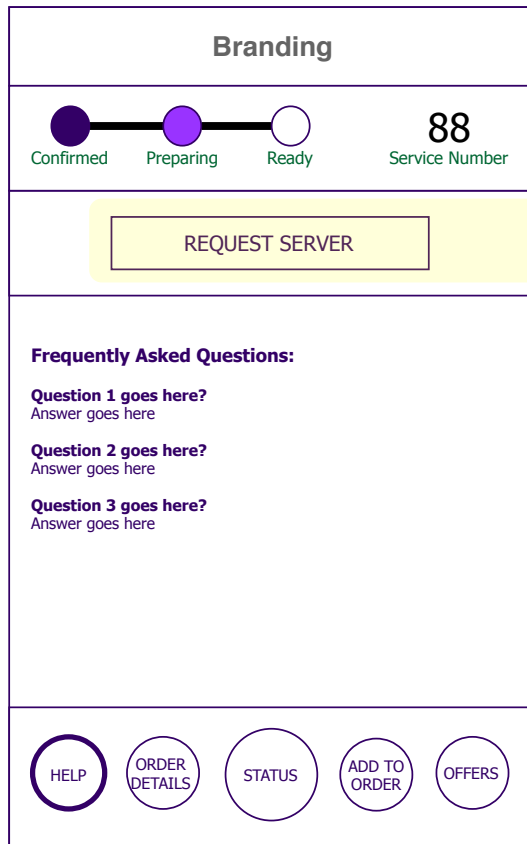 Branding
88
Confirmed Preparing Ready Service Number
REQUEST SERVER
Frequently Asked Questions:
Question 1 goes here?
Answer goes here
Question 2 goes here?
Answer goes here
Question 3 goes here?
Answer goes here
HELP
ORDER
DETAILS
STATUS
ADD TO
ORDER
OFFERS